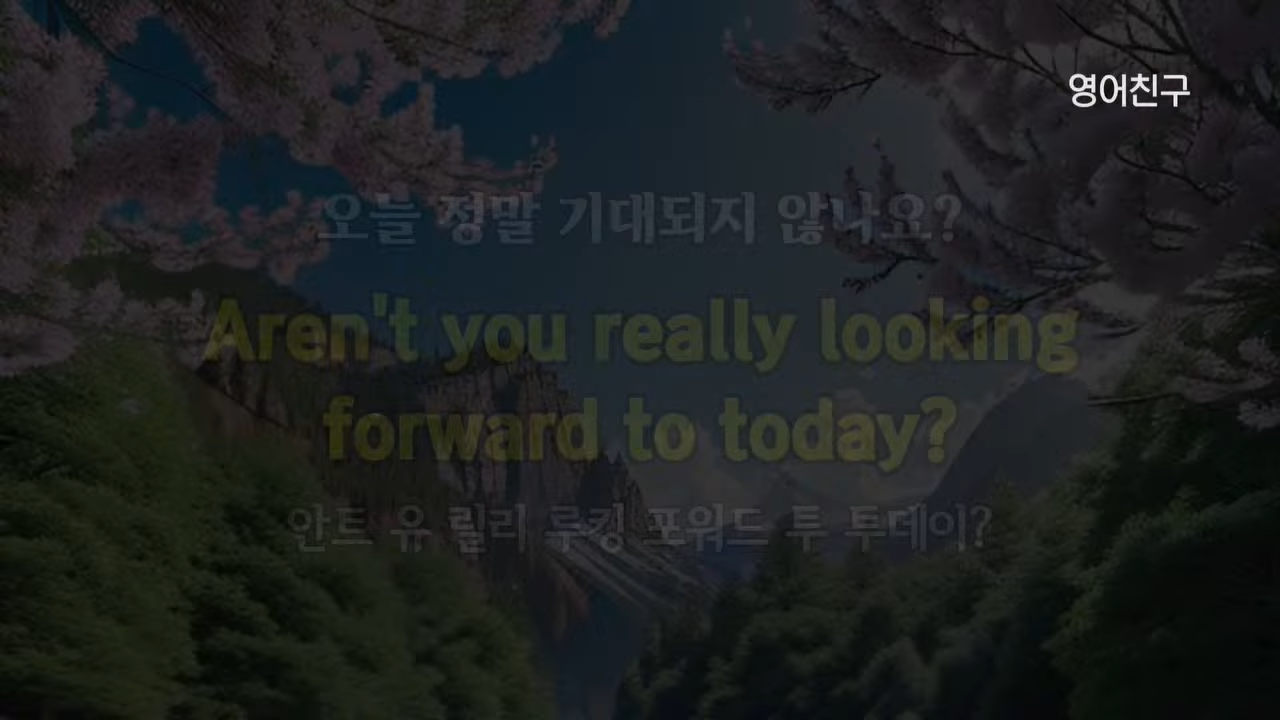 영어친구
오늘 정말 기대되지 않나요?
Aren't you really looking
forward to today?
안트 유 릴리 루킹 포워드 투 투데이?